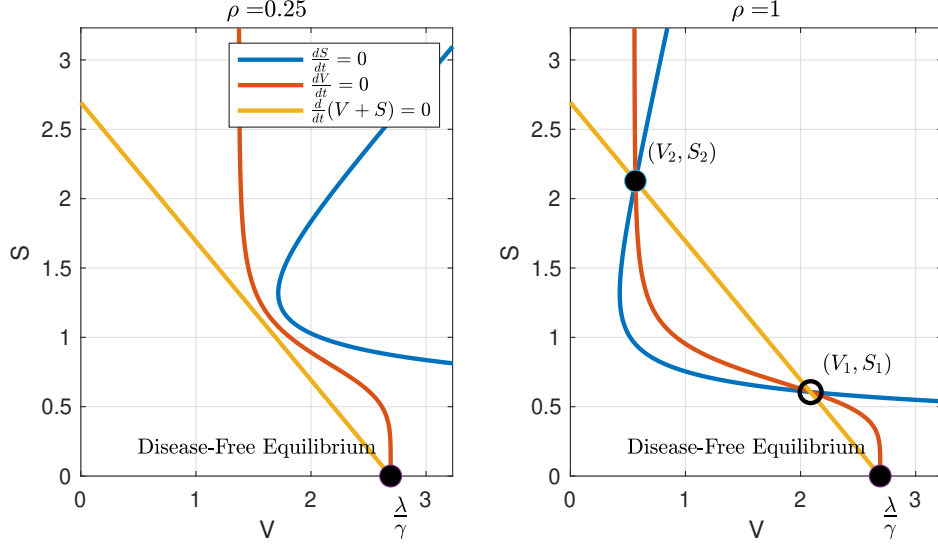 ρ = 0.25
3
2.5
2
1.5
1
0.5
0
0
1
2
3
S
V
dS/dt = 0
dV/dt = 0
d/dt (V + S) = 0
Disease-Free Equilibrium
λ/γ
ρ = 1
3
2.5
2
1.5
1
0.5
0
0
1
2
3
S
V
(V₂, S₂)
(V₁, S₁)
Disease-Free Equilibrium
λ/γ